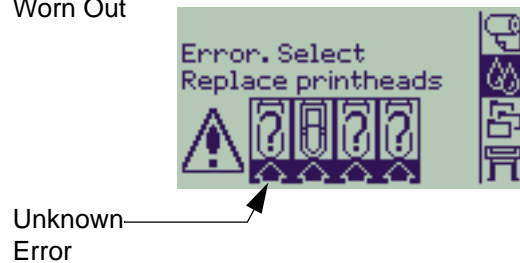 Worn Out
Error. Select
Replace printheads
? ? ?
Unknown
Error